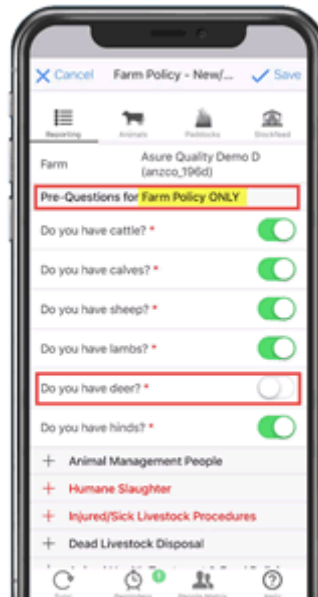 Cancel Farm Policy - New/... Save
Reporting Animals Paddocks Stockfeed
Farm Asure Quality Demo D
(anzco_196d)
Pre-Questions for Farm Policy ONLY
Do you have cattle? *
Do you have calves? *
Do you have sheep? *
Do you have lambs? *
Do you have deer? *
Do you have hinds? *
+ Animal Management People
+ Humane Slaughter
+ Injured/Sick Livestock Procedures
+ Dead Livestock Disposal